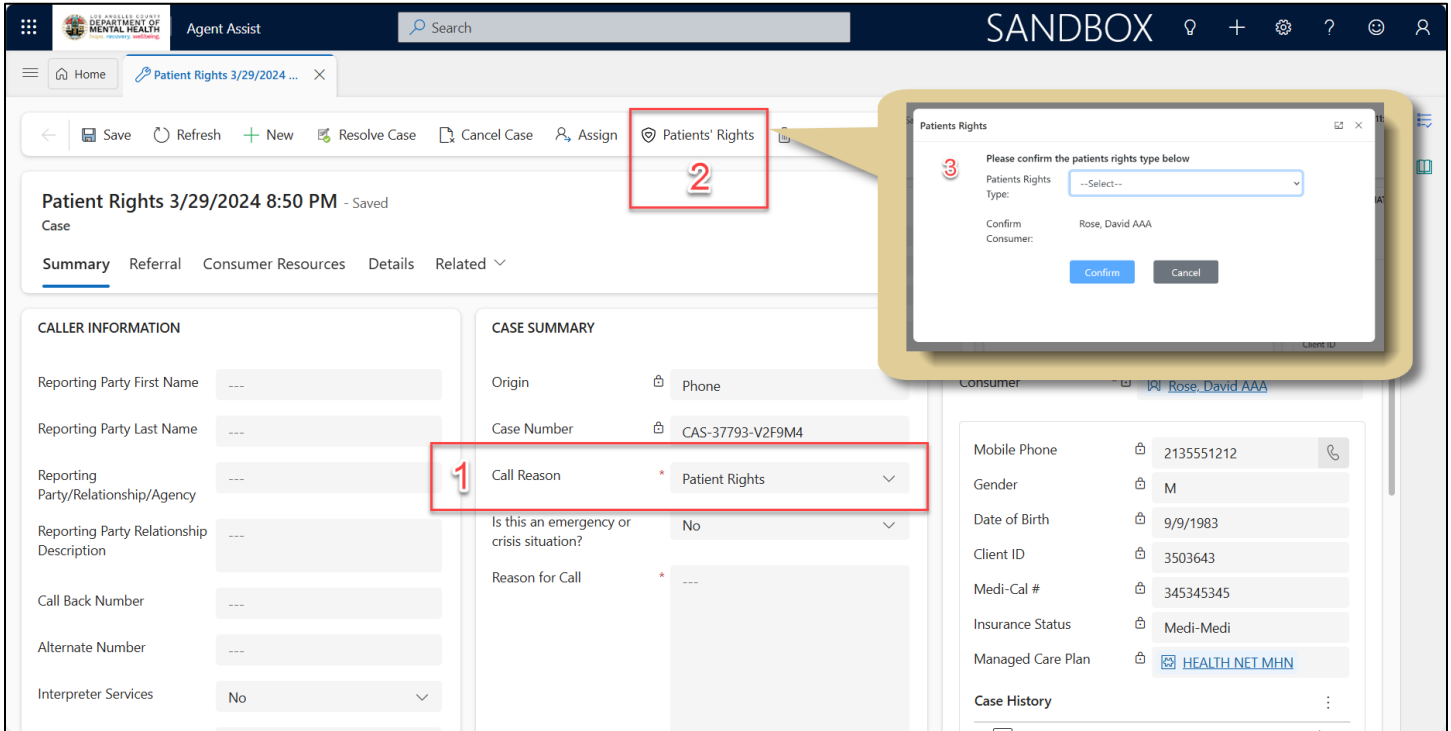 LOS ANGELES COUNTY
DEPARTMENT OF
MENTAL HEALTH
hope. recovery. wellbeing.
Agent Assist
Search
SANDBOX
Home
Patient Rights 3/29/2024 ...
Save
Refresh
New
Resolve Case
Cancel Case
Assign
Patients' Rights
2
Patient Rights 3/29/2024 8:50 PM - Saved
Case
Summary
Referral
Consumer Resources
Details
Related
Patients Rights
3
Please confirm the patients rights type below
Patients Rights
Type:
--Select--
Confirm
Consumer:
Rose, David AAA
Confirm
Cancel
Client ID
CALLER INFORMATION
Reporting Party First Name
---
Reporting Party Last Name
---
Reporting
Party/Relationship/Agency
---
Reporting Party Relationship
Description
---
Call Back Number
---
Alternate Number
---
Interpreter Services
No
CASE SUMMARY
Origin
Phone
Case Number
CAS-37793-V2F9M4
1
Call Reason
*
Patient Rights
Is this an emergency or
crisis situation?
No
Reason for Call
*
---
Consumer
*
Rose, David AAA
Mobile Phone
2135551212
Gender
M
Date of Birth
9/9/1983
Client ID
3503643
Medi-Cal #
345345345
Insurance Status
Medi-Medi
Managed Care Plan
HEALTH NET MHN
Case History